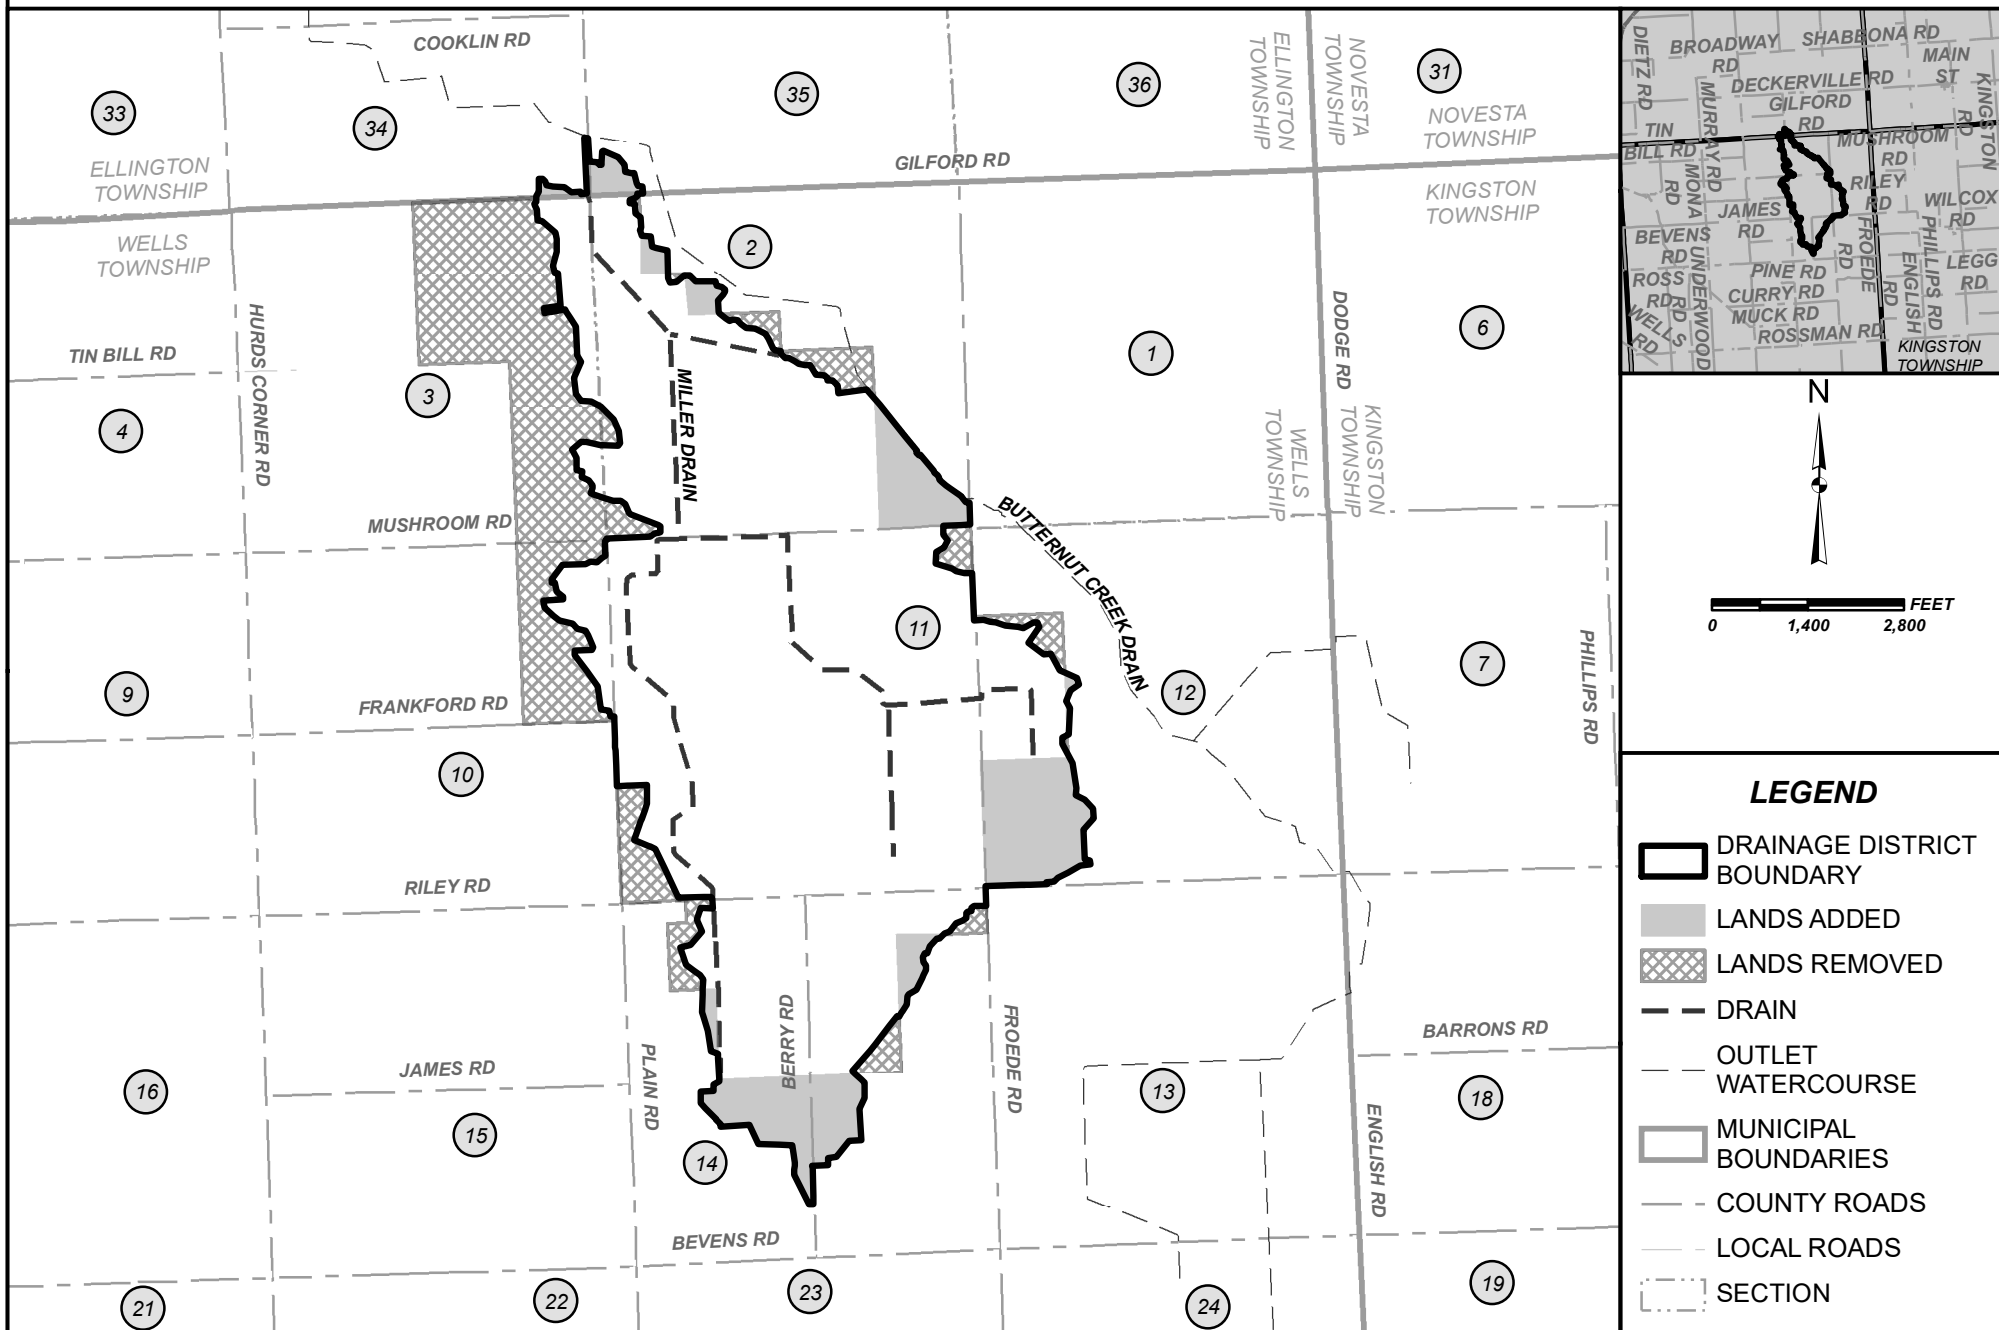 COOKLIN RD
33
34
35
36
31
ELLINGTON
TOWNSHIP
NOVESTA
TOWNSHIP
NOVESTA
TOWNSHIP
ELLINGTON
TOWNSHIP
GILFORD RD
KINGSTON
TOWNSHIP
WELLS
TOWNSHIP
2
HURDS CORNER RD
TIN BILL RD
3
4
MILLER DRAIN
1
DODGE RD
6
WELLS
TOWNSHIP
KINGSTON
TOWNSHIP
MUSHROOM RD
BUTTERNUT CREEK DRAIN
11
12
7
PHILLIPS RD
9
FRANKFORD RD
10
RILEY RD
BERRY RD
FROEDE RD
BARRONS RD
PLAIN RD
JAMES RD
16
15
14
13
18
ENGLISH RD
BEVENS RD
21
22
23
24
19
DIETZ RD
BROADWAY
RD
SHABBONA RD
MAIN
ST
DECKERVILLE RD
GILFORD
RD
KINGSTON
RD
MURRAY RD
TIN
BILL RD
MUSHROOM
RD
MONA
RD
RILEY
RD
JAMES
RD
WILCOX
RD
BEVENS
RD
UNDERWOOD
RD
FROEDE
RD
PHILLIPS RD
ENGLISH
RD
ROSS
RD
PINE RD
LEGG
RD
CURRY RD
WELLS
RD
MUCK RD
ROSSMAN RD
KINGSTON
TOWNSHIP
N
FEET
0 1,400 2,800
LEGEND
DRAINAGE DISTRICT
BOUNDARY
LANDS ADDED
LANDS REMOVED
DRAIN
OUTLET
WATERCOURSE
MUNICIPAL
BOUNDARIES
COUNTY ROADS
LOCAL ROADS
SECTION